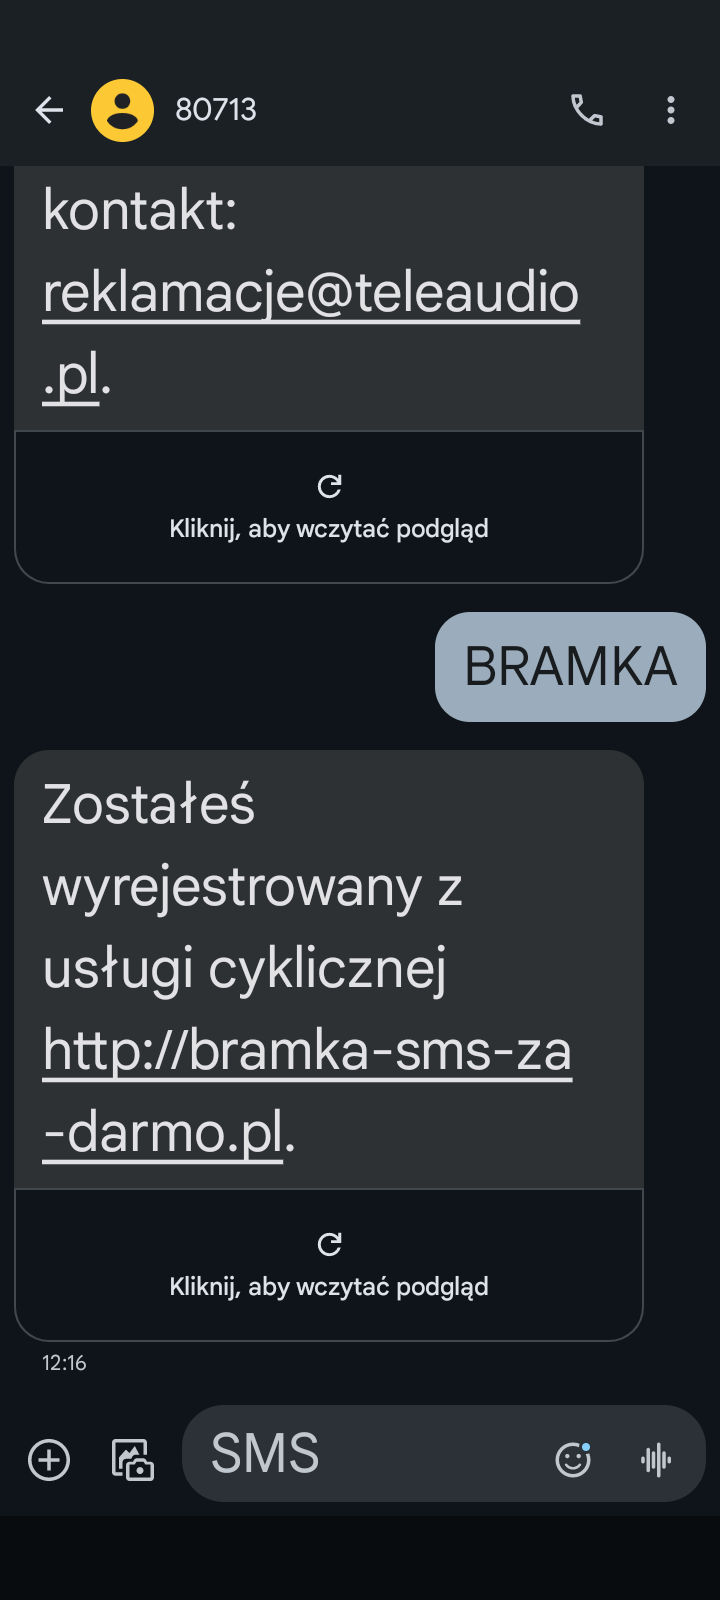 80713
kontakt:
reklamacje@teleaudio
.pl.
Kliknij, aby wczytać podgląd
BRAMKA
Zostałeś
wyrejestrowany z
usługi cyklicznej
http://bramka-sms-za
-darmo.pl.
Kliknij, aby wczytać podgląd
12:16
SMS